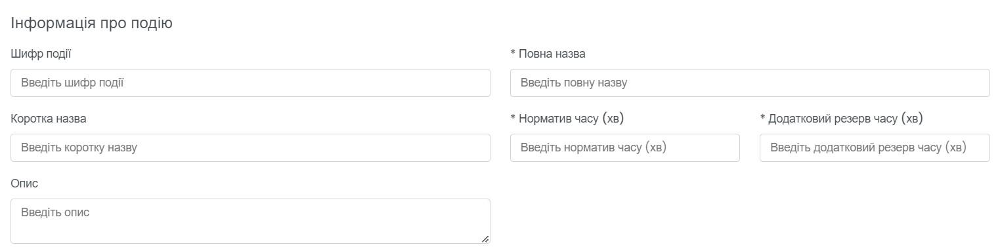 Інформація про подію
Шифр події
* Повна назва
Введіть шифр події
Введіть повну назву
Коротка назва
* Норматив часу (хв)
* Додатковий резерв часу (хв)
Введіть коротку назву
Введіть норматив часу (хв)
Введіть додатковий резерв часу (хв)
Опис
Введіть опис